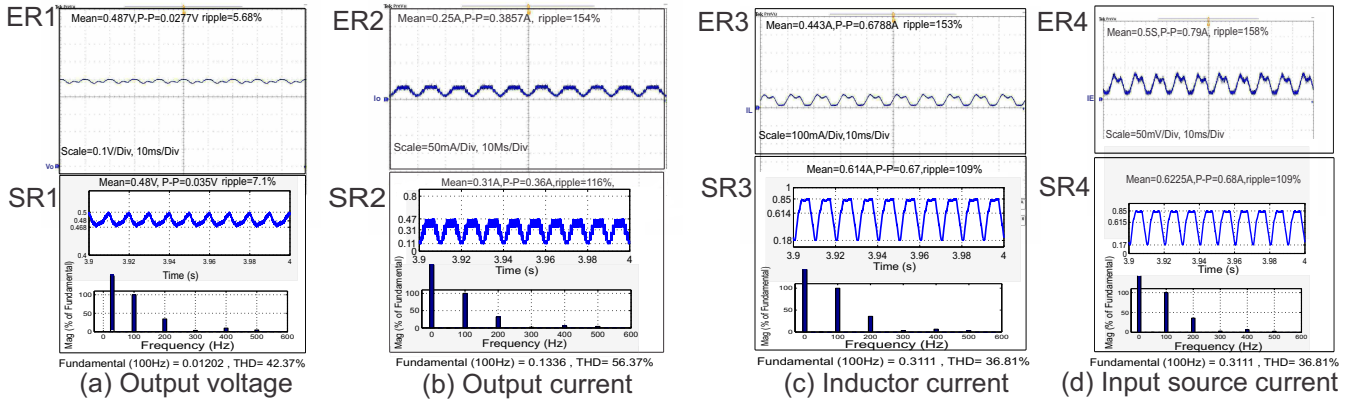 ER1
Tek PreVu
Mean=0.487V,P-P=0.0277V ripple=5.68%
Vo
Scale=0.1V/Div, 10ms/Div
SR1
Mean=0.48V, P-P=0.035V ripple=7.1%
0.5
0.48
0.468
0.4
3.9 3.92 3.94 3.96 3.98 4
Time (s)
Mag (% of Fundamental)
100
50
0
0 100 200 300 400 500 600
Frequency (Hz)
Fundamental (100Hz) = 0.01202 , THD= 42.37%
(a) Output voltage
ER2
Tek PreVu
Mean=0.25A,P-P=0.3857A, ripple=154%
Io
Scale=50mA/Div, 10Ms/Div
SR2
Mean=0.31A,P-P=0.36A,ripple=116%,
0.8
0.47
0.31
0.11
0
3.9 3.92 3.94 3.96 3.98 4
Time (s)
100
50
0
0 100 200 300 400 500 600
Frequency (Hz)
Fundamental (100Hz) = 0.1336 , THD= 56.37%
(b) Output current
ER3
Tek PreVu
Mean=0.443A,P-P=0.6788A ripple=153%
IL
Scale=100mA/Div,10ms/Div
SR3
Mean=0.614A,P-P=0.67,ripple=109%
1
0.85
0.614
0.18
3.9 3.92 3.94 3.96 3.98 4
Time (s)
Mag (% of Fundamental)
100
50
0
0 100 200 300 400 500 600
Frequency (Hz)
Fundamental (100Hz) = 0.3111 , THD= 36.81%
(c) Inductor current
ER4
Tek PreVu
Mean=0.5S,P-P=0.79A, ripple=158%
IE
Scale=50mV/Div, 10ms/Div
SR4
Mean=0.6225A,P-P=0.68A,ripple=109%
0.85
0.614
0.17
3.9 3.92 3.94 3.96 3.98 4
Time (s)
Mag (% of Fundamental)
100
50
0
0 100 200 300 400 500 600
Frequency (Hz)
Fundamental (100Hz) = 0.3111 , THD= 36.81%
(d) Input source current